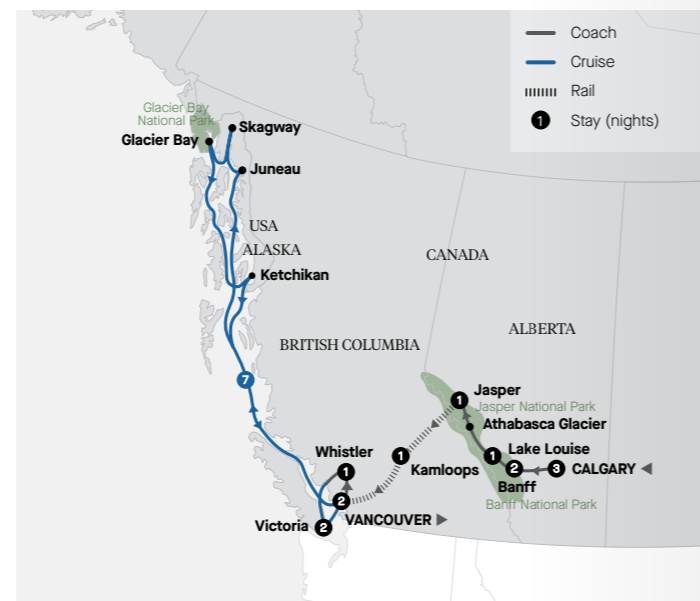 Coach
Cruise
Rail
1 Stay (nights)
Glacier Bay
National Park
Glacier Bay
Skagway
Juneau
USA
ALASKA
Ketchikan
CANADA
BRITISH COLUMBIA
ALBERTA
7
Jasper
1
Jasper National Park
Athabasca Glacier
Whistler
1
1
Kamloops
1
Lake Louise
2
Banff
3
CALGARY
Banff National Park
2
VANCOUVER
Victoria
2